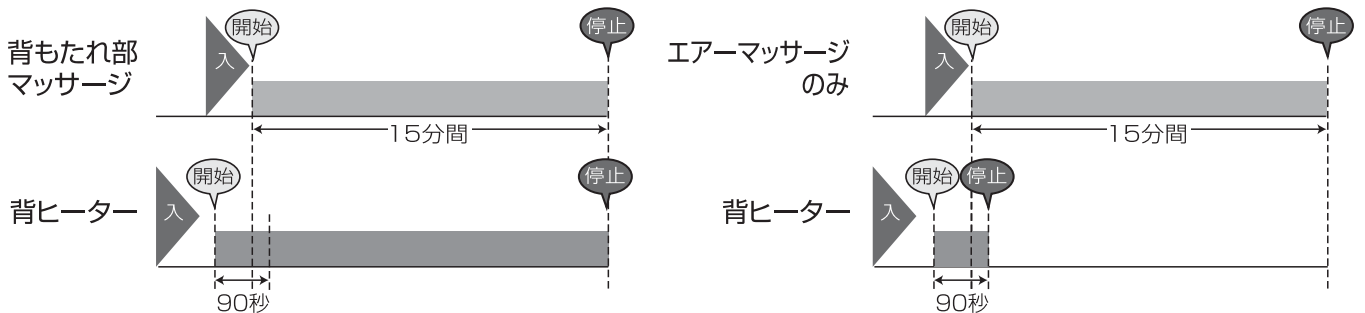 背もたれ部
マッサージ
入
開始
停止
15分間
背ヒーター
入
開始
停止
90秒
エアーマッサージ
のみ
入
開始
停止
15分間
背ヒーター
入
開始
停止
90秒